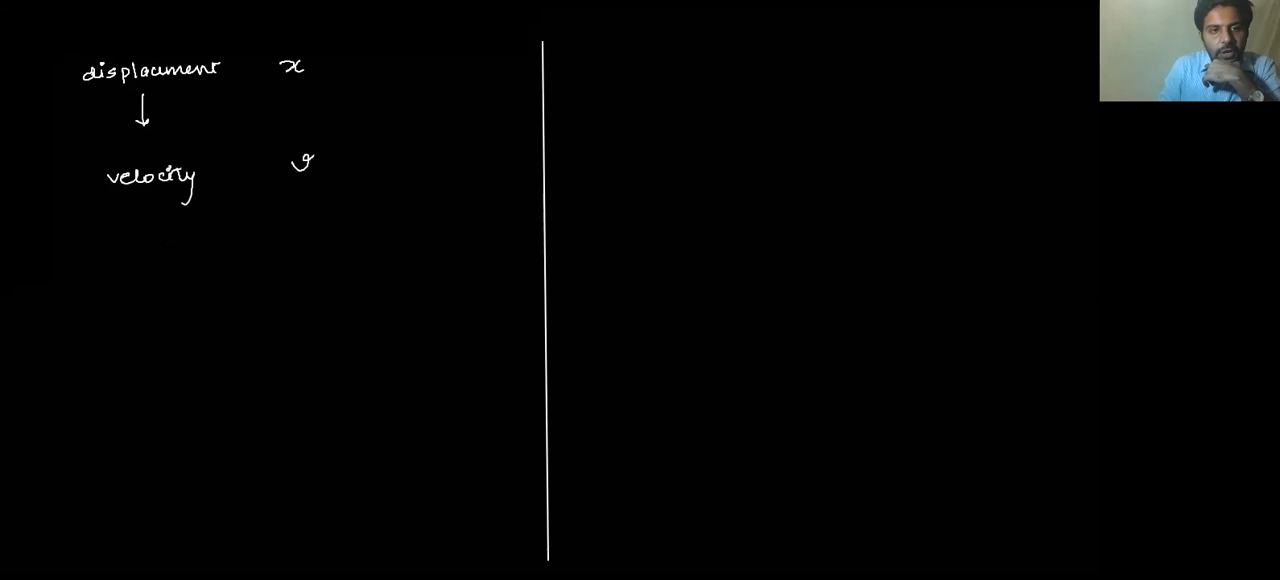 displacement x
↓
velocity v